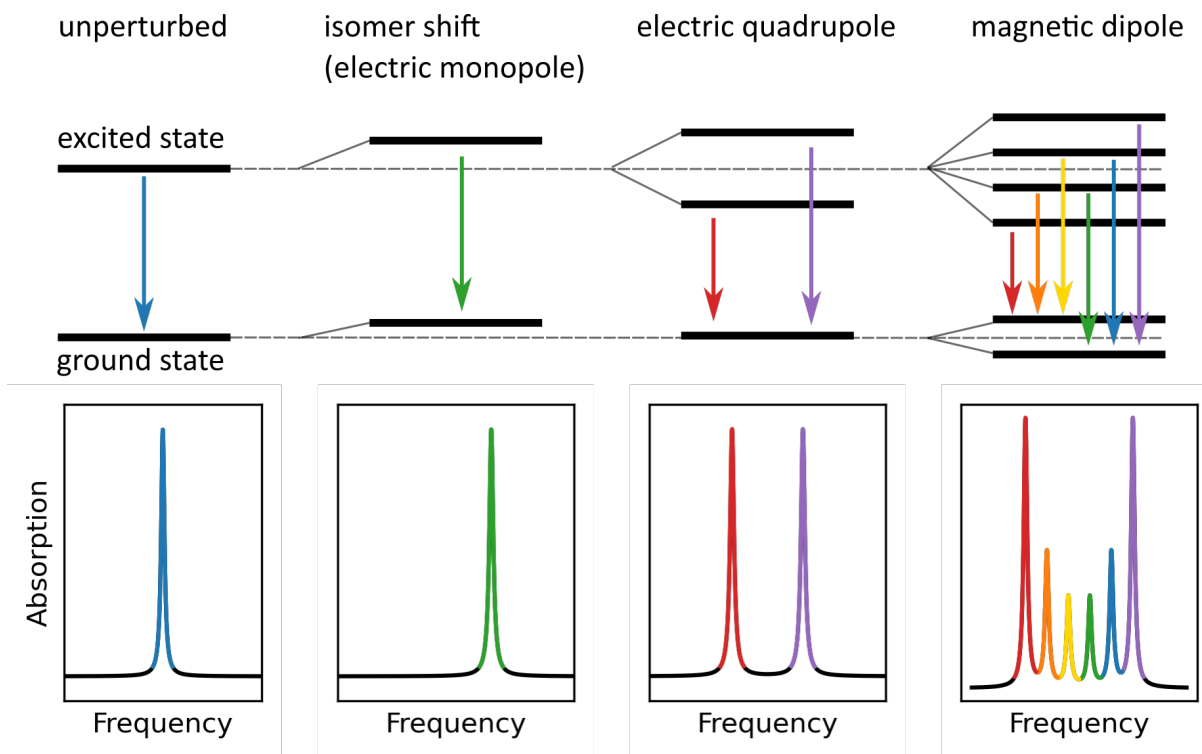 unperturbed
isomer shift
(electric monopole)
electric quadrupole
magnetic dipole
excited state
ground state
Absorption
Frequency
Frequency
Frequency
Frequency